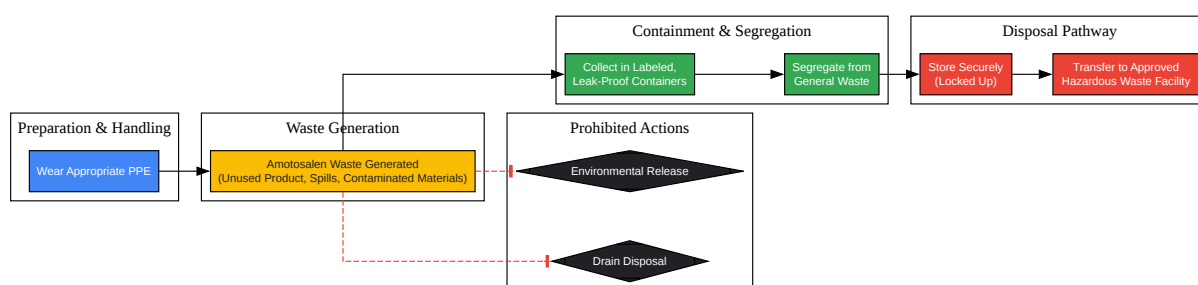 Preparation & Handling
Wear Appropriate PPE
Waste Generation
Amotosalen Waste Generated
(Unused Product, Spills, Contaminated Materials)
Containment & Segregation
Collect in Labeled,
Leak-Proof Containers
Segregate from
General Waste
Disposal Pathway
Store Securely
(Locked Up)
Transfer to Approved
Hazardous Waste Facility
Prohibited Actions
Environmental Release
Drain Disposal